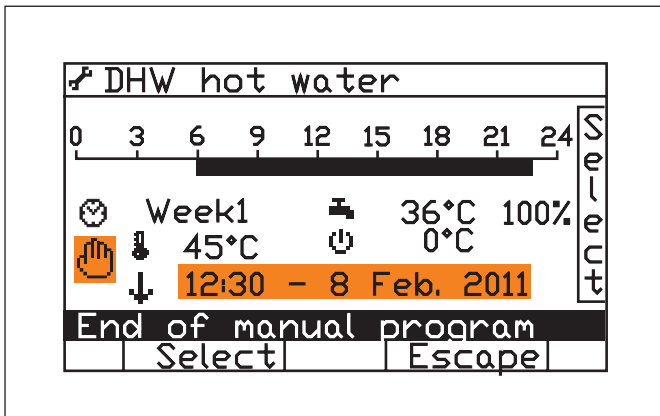 DHW hot water
0 3 6 9 12 15 18 21 24
Select
Week1 36°C 100%
45°C 0°C
12:30 - 8 Feb. 2011
End of manual program
Select Escape